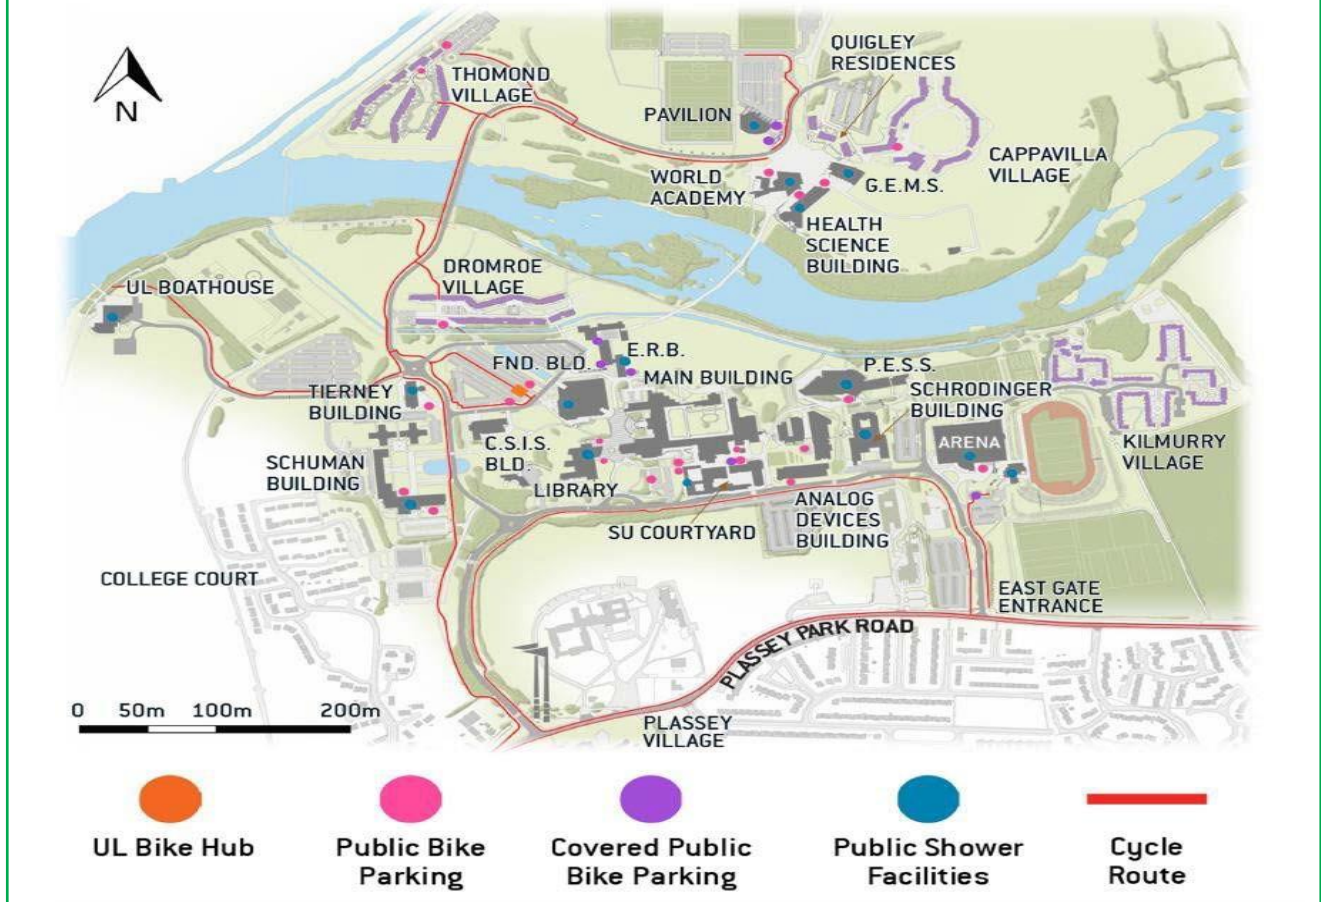 N
THOMOND
VILLAGE
QUIGLEY
RESIDENCES
PAVILION
CAPPAVILLA
VILLAGE
WORLD
ACADEMY
G.E.M.S.
HEALTH
SCIENCE
BUILDING
UL BOATHOUSE
DROMROE
VILLAGE
FND. BLD.
E.R.B.
MAIN BUILDING
P.E.S.S.
SCHRODINGER
BUILDING
TIERNEY
BUILDING
C.S.I.S.
BLD.
ARENA
KILMURRY
VILLAGE
SCHUMAN
BUILDING
LIBRARY
SU COURTYARD
ANALOG
DEVICES
BUILDING
COLLEGE COURT
EAST GATE
ENTRANCE
PLASSEY PARK ROAD
PLASSEY
VILLAGE
0 50m 100m 200m
UL Bike Hub
Public Bike
Parking
Covered Public
Bike Parking
Public Shower
Facilities
Cycle
Route